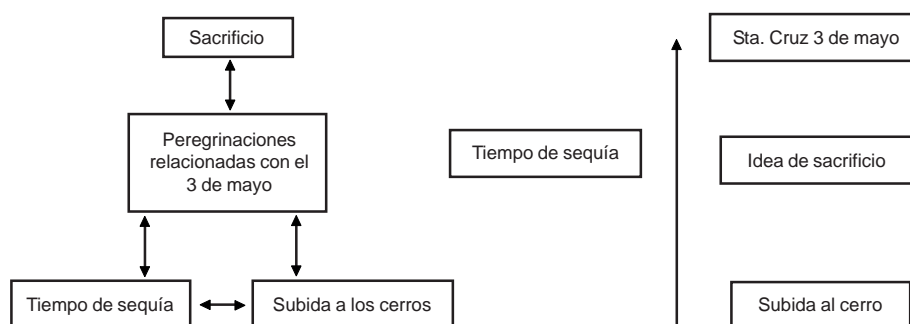 Sacrificio
Peregrinaciones
relacionadas con el
3 de mayo
Tiempo de sequía
Subida a los cerros
Tiempo de sequía
Sta. Cruz 3 de mayo
Idea de sacrificio
Subida al cerro